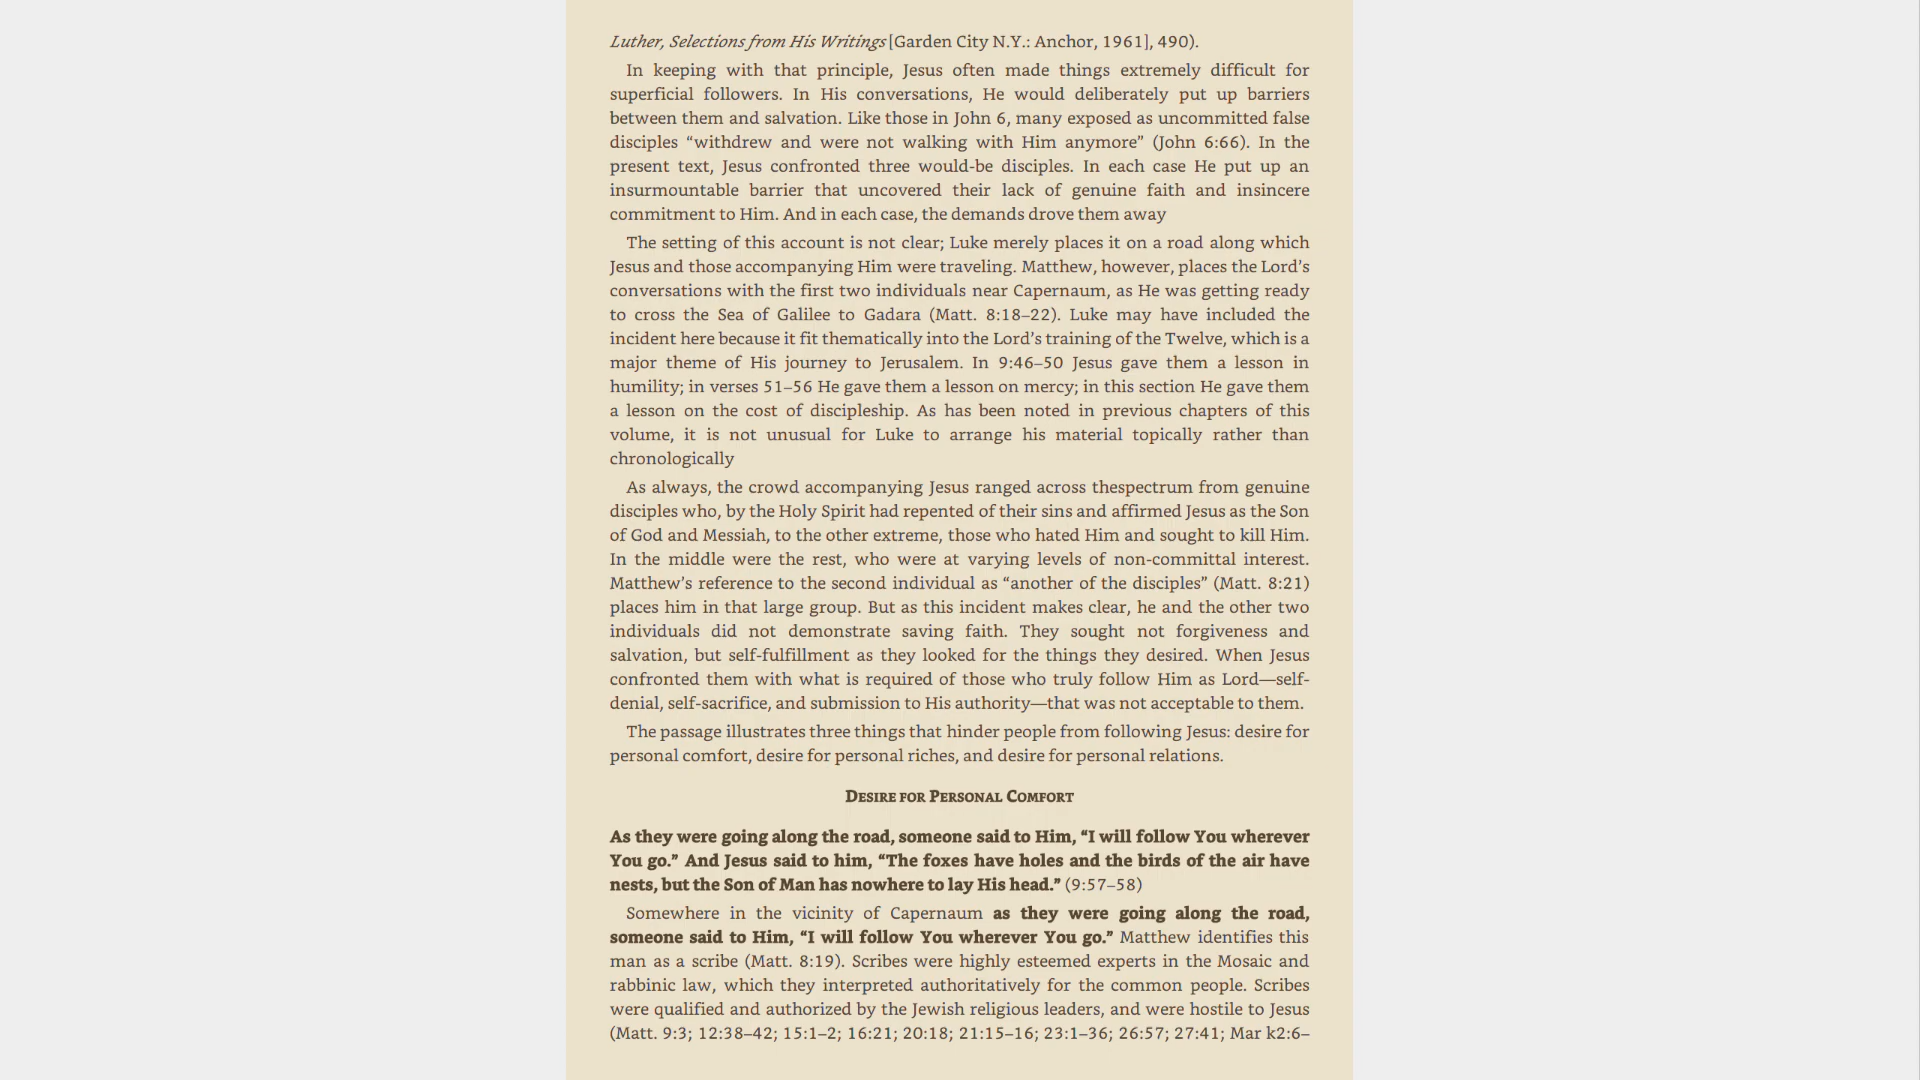 Luther, Selections from His Writings [Garden City N.Y.: Anchor, 1961], 490).
In keeping with that principle, Jesus often made things extremely difficult for
superficial followers. In His conversations, He would deliberately put up barriers
between them and salvation. Like those in John 6, many exposed as uncommitted false
disciples “withdrew and were not walking with Him anymore” (John 6:66). In the
present text, Jesus confronted three would-be disciples. In each case He put up an
insurmountable barrier that uncovered their lack of genuine faith and insincere
commitment to Him. And in each case, the demands drove them away
The setting of this account is not clear; Luke merely places it on a road along which
Jesus and those accompanying Him were traveling. Matthew, however, places the Lord’s
conversations with the first two individuals near Capernaum, as He was getting ready
to cross the Sea of Galilee to Gadara (Matt. 8:18–22). Luke may have included the
incident here because it fit thematically into the Lord’s training of the Twelve, which is a
major theme of His journey to Jerusalem. In 9:46–50 Jesus gave them a lesson in
humility; in verses 51–56 He gave them a lesson on mercy; in this section He gave them
a lesson on the cost of discipleship. As has been noted in previous chapters of this
volume, it is not unusual for Luke to arrange his material topically rather than
chronologically
As always, the crowd accompanying Jesus ranged across thespectrum from genuine
disciples who, by the Holy Spirit had repented of their sins and affirmed Jesus as the Son
of God and Messiah, to the other extreme, those who hated Him and sought to kill Him.
In the middle were the rest, who were at varying levels of non-committal interest.
Matthew’s reference to the second individual as “another of the disciples” (Matt. 8:21)
places him in that large group. But as this incident makes clear, he and the other two
individuals did not demonstrate saving faith. They sought not forgiveness and
salvation, but self-fulfillment as they looked for the things they desired. When Jesus
confronted them with what is required of those who truly follow Him as Lord—self-
denial, self-sacrifice, and submission to His authority—that was not acceptable to them.
The passage illustrates three things that hinder people from following Jesus: desire for
personal comfort, desire for personal riches, and desire for personal relations.
Desire for Personal Comfort
As they were going along the road, someone said to Him, “I will follow You wherever
You go.” And Jesus said to him, “The foxes have holes and the birds of the air have
nests, but the Son of Man has nowhere to lay His head.” (9:57–58)
Somewhere in the vicinity of Capernaum as they were going along the road,
someone said to Him, “I will follow You wherever You go.” Matthew identifies this
man as a scribe (Matt. 8:19). Scribes were highly esteemed experts in the Mosaic and
rabbinic law, which they interpreted authoritatively for the common people. Scribes
were qualified and authorized by the Jewish religious leaders, and were hostile to Jesus
(Matt. 9:3; 12:38–42; 15:1–2; 16:21; 20:18; 21:15–16; 23:1–36; 26:57; 27:41; Mar k2:6–